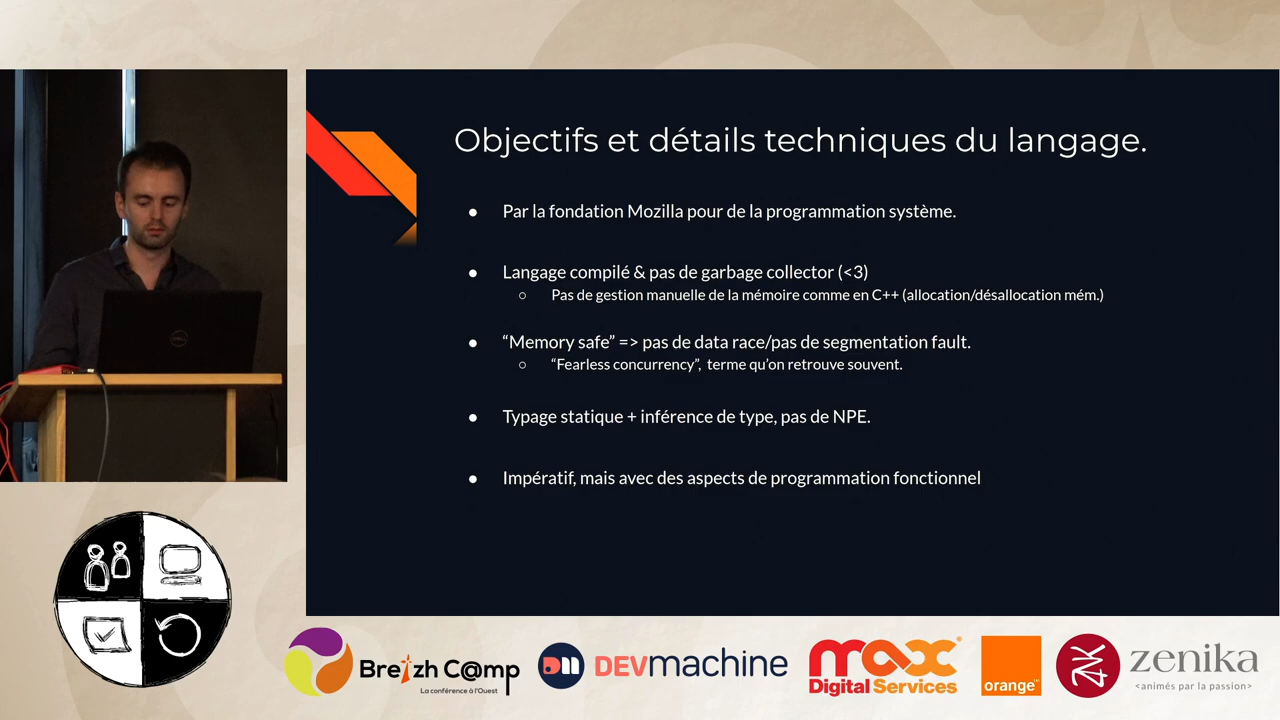 Objectifs et détails techniques du langage.
● Par la fondation Mozilla pour de la programmation système.
● Langage compilé & pas de garbage collector (<3)
○ Pas de gestion manuelle de la mémoire comme en C++ (allocation/désallocation mém.)
● “Memory safe” => pas de data race/pas de segmentation fault.
○ “Fearless concurrency”, terme qu’on retrouve souvent.
● Typage statique + inférence de type, pas de NPE.
● Impératif, mais avec des aspects de programmation fonctionnel
Breizh C@mp
La conférence à l'Ouest
DEVmachine
max
Digital Services
orange™
zenika
<animés par la passion>